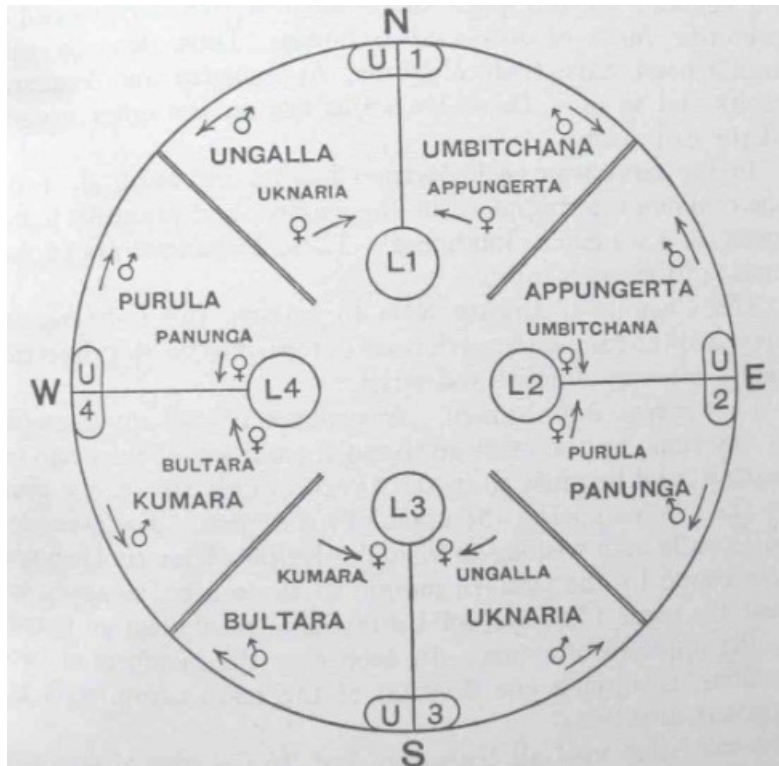 N
U 1
UNGALLA UMBITCHANA
UKNARIA APPUNGERTA
L1
PURULA APPUNGERTA
PANUNGA UMBITCHANA
W U 4 L4 L2 U 2 E
BULTARA PURULA
KUMARA PANUNGA
L3
KUMARA UNGALLA
BULTARA UKNARIA
U 3
S